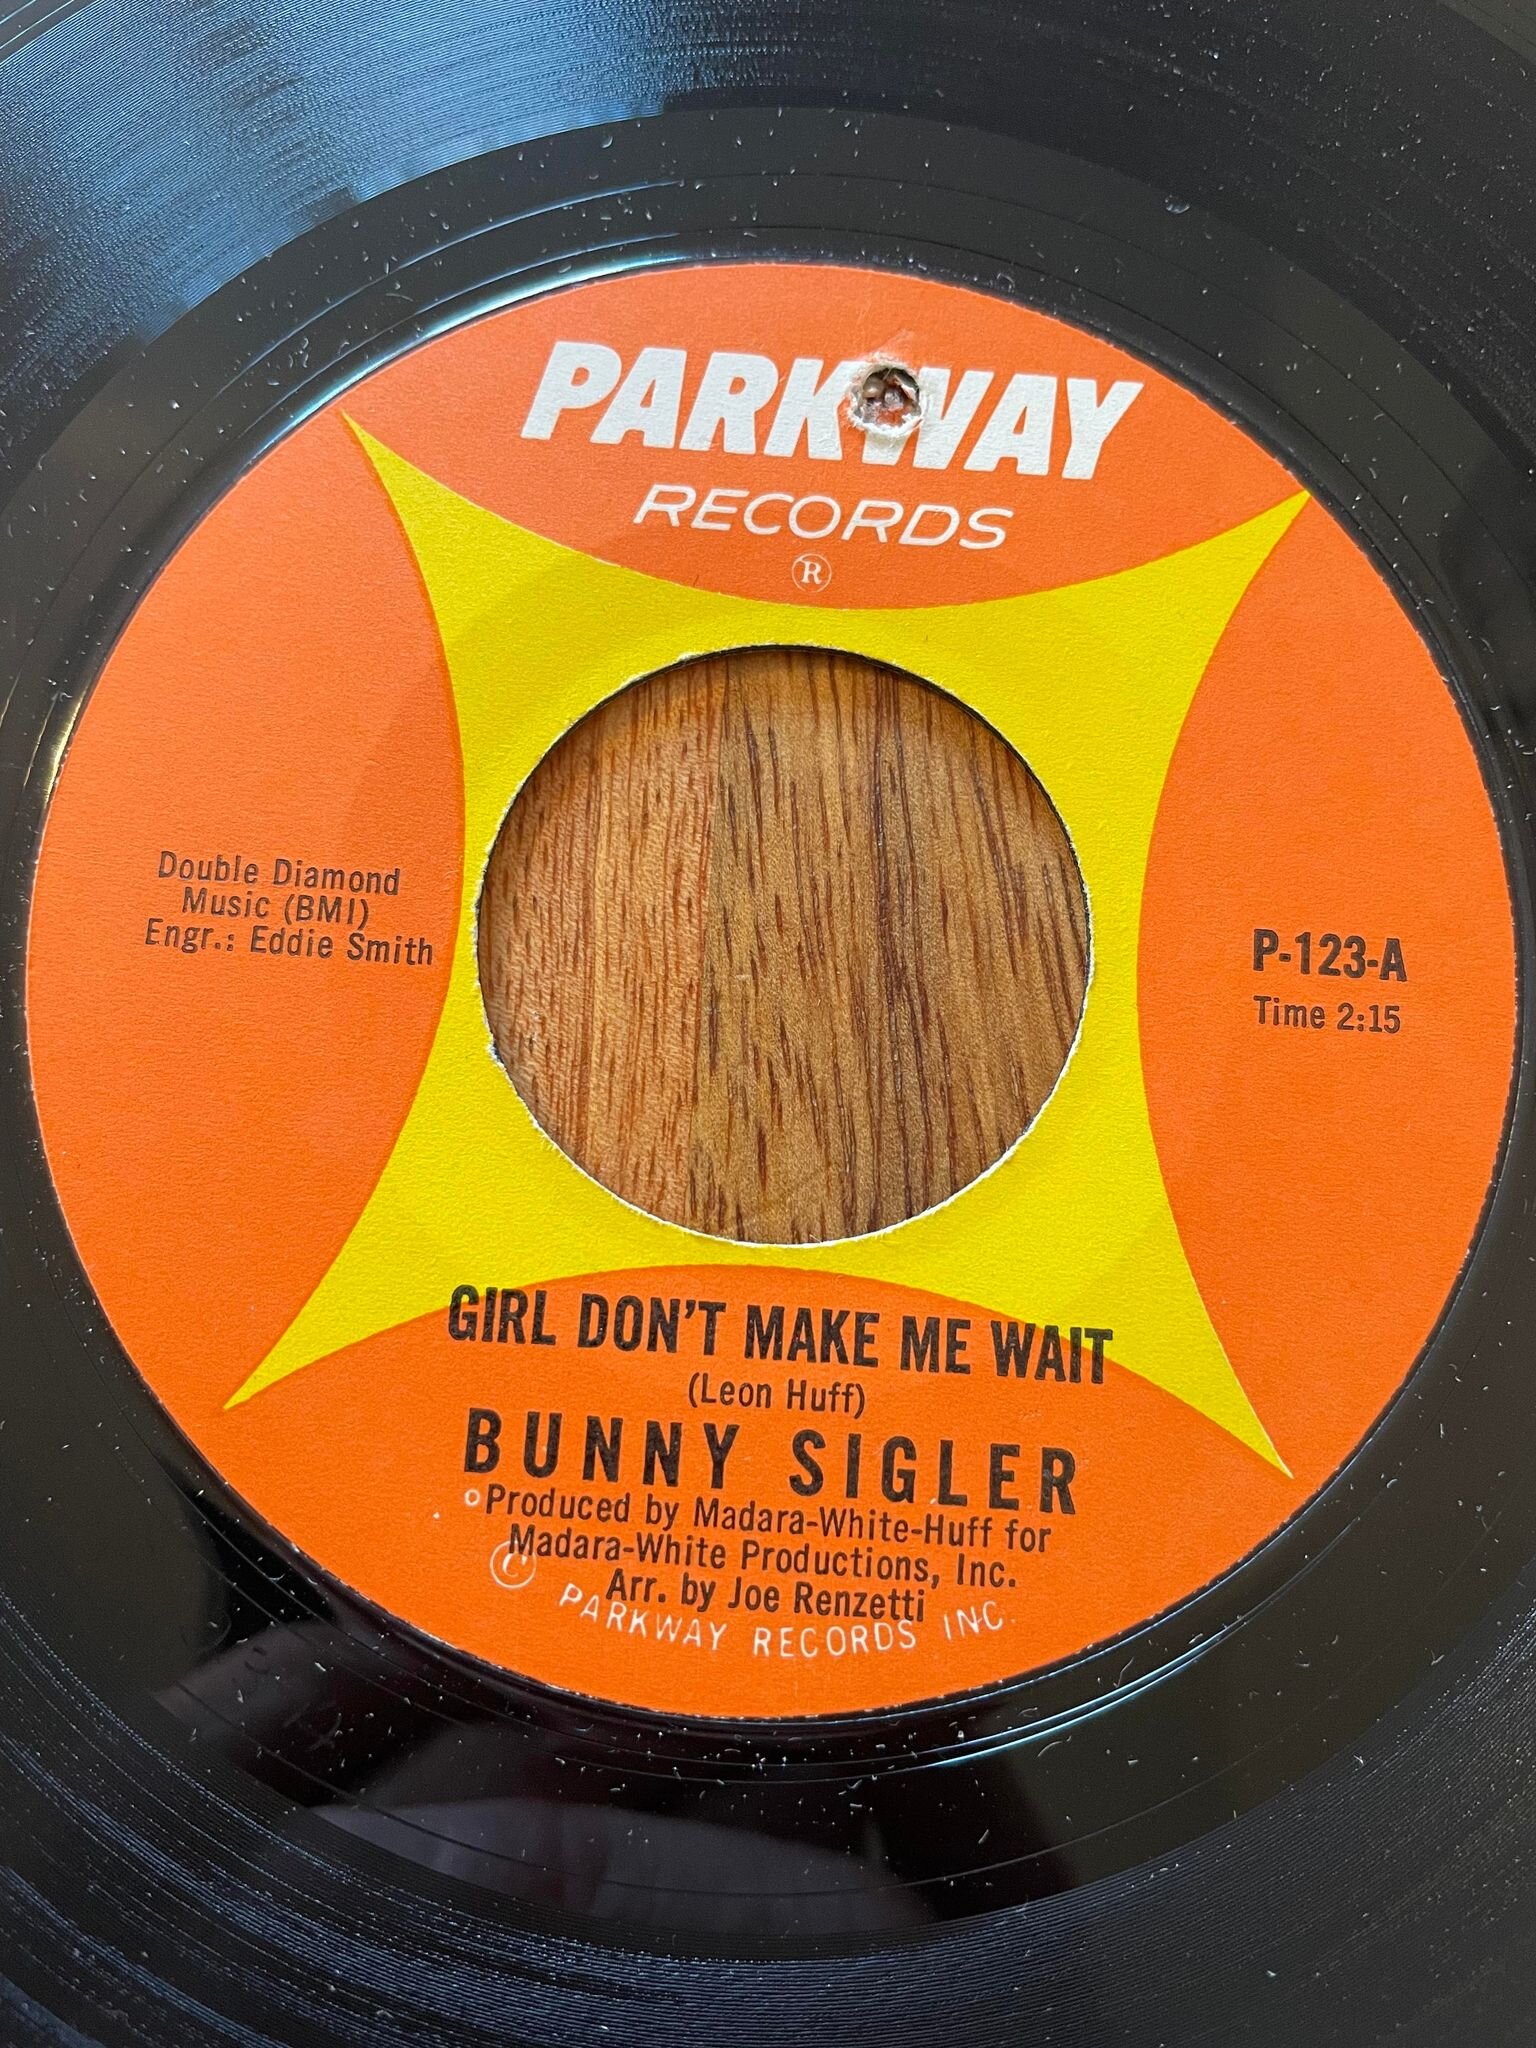 PARKWAY
RECORDS
®
Double Diamond
Music (BMI)
Engr.: Eddie Smith
P-123-A
Time 2:15
GIRL DON'T MAKE ME WAIT
(Leon Huff)
BUNNY SIGLER
Produced by Madara-White-Huff for
Madara-White Productions, Inc.
Arr. by Joe Renzetti
© PARKWAY RECORDS INC.